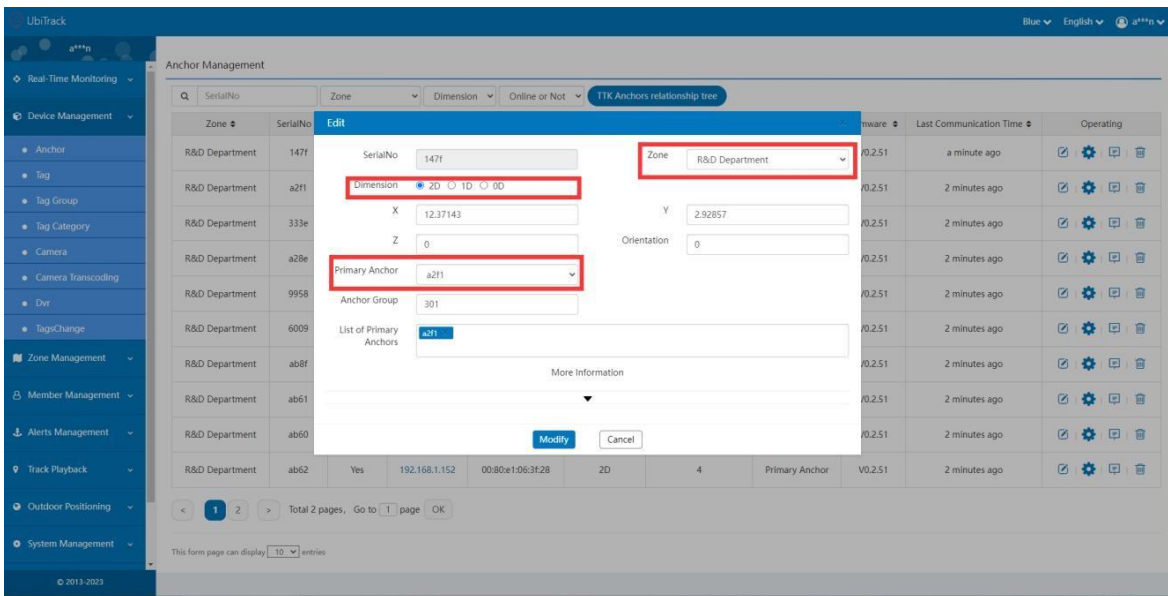 UbiTrack
Blue English a***n
a***n
Real-Time Monitoring
Device Management
Anchor
Tag
Tag Group
Tag Category
Camera
Camera Transcoding
Dvr
TagsChange
Zone Management
Member Management
Alerts Management
Track Playback
Outdoor Positioning
System Management
© 2013-2023
Anchor Management
SerialNo Zone Dimension Online or Not TTK Anchors relationship tree
Zone SerialNo mware Last Communication Time Operating
R&D Department 147f V0.2.51 a minute ago
R&D Department a2f1 V0.2.51 2 minutes ago
R&D Department 333e V0.2.51 2 minutes ago
R&D Department a28e V0.2.51 2 minutes ago
R&D Department 9958 V0.2.51 2 minutes ago
R&D Department 6009 V0.2.51 2 minutes ago
R&D Department ab8f V0.2.51 2 minutes ago
R&D Department ab61 V0.2.51 2 minutes ago
R&D Department ab60 V0.2.51 2 minutes ago
R&D Department ab62 Yes 192.168.1.152 00:80:e1:06:3f:28 2D 4 Primary Anchor V0.2.51 2 minutes ago
Edit
SerialNo 147f Zone R&D Department
Dimension 2D 1D 0D
X 12.37143 Y 2.92857
Z 0 Orientation 0
Primary Anchor a2f1
Anchor Group 301
List of Primary Anchors a2f1
More Information
Modify Cancel
< 1 2 > Total 2 pages, Go to 1 page OK
This form page can display 10 entries